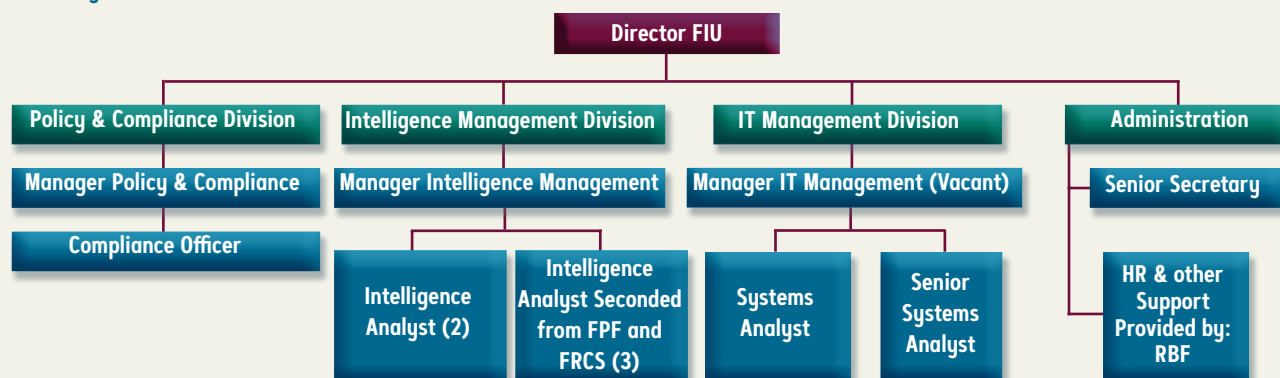 Director FIU
Policy & Compliance Division
Intelligence Management Division
IT Management Division
Administration
Manager Policy & Compliance
Manager Intelligence Management
Manager IT Management (Vacant)
Senior Secretary
Compliance Officer
Intelligence
Analyst (2)
Intelligence
Analyst Seconded
from FPF and
FRCS (3)
Systems
Analyst
Senior
Systems
Analyst
HR & other
Support
Provided by:
RBF